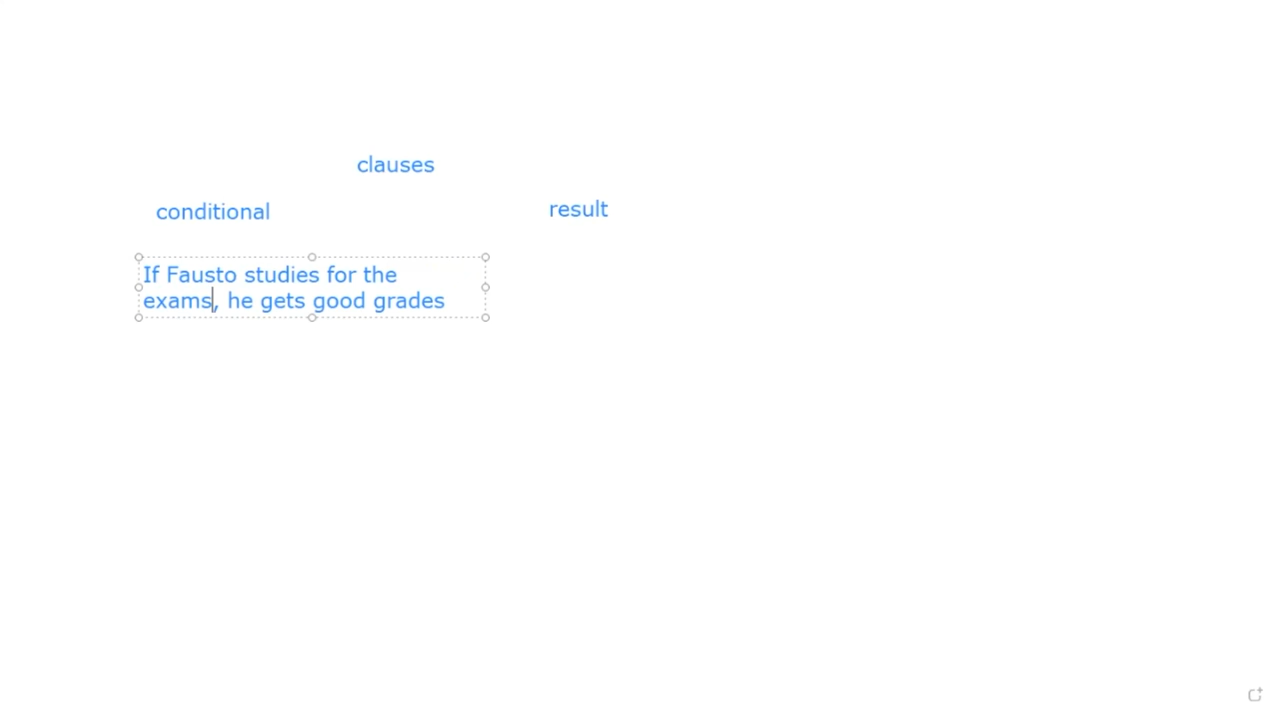 clauses
conditional
result
If Fausto studies for the
exams, he gets good grades